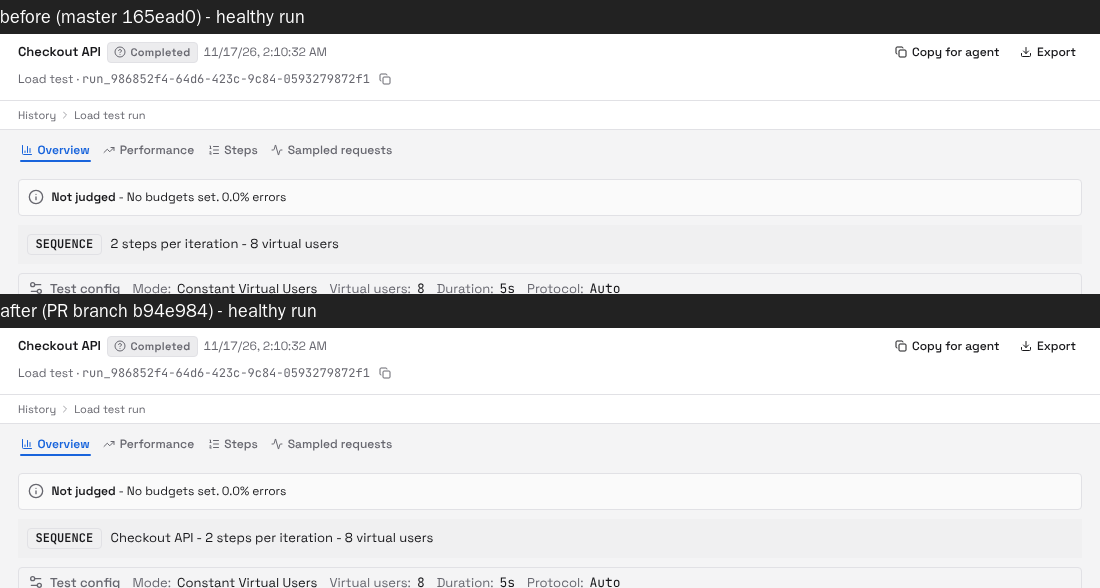 before (master 165ead0) - healthy run
Checkout API Completed 11/17/26, 2:10:32 AM Copy for agent Export
Load test · run_986852f4-64d6-423c-9c84-0593279872f1
History > Load test run
Overview Performance Steps Sampled requests
Not judged - No budgets set. 0.0% errors
SEQUENCE 2 steps per iteration - 8 virtual users
Test config Mode: Constant Virtual Users Virtual users: 8 Duration: 5s Protocol: Auto
after (PR branch b94e984) - healthy run
Checkout API Completed 11/17/26, 2:10:32 AM Copy for agent Export
Load test · run_986852f4-64d6-423c-9c84-0593279872f1
History > Load test run
Overview Performance Steps Sampled requests
Not judged - No budgets set. 0.0% errors
SEQUENCE Checkout API - 2 steps per iteration - 8 virtual users
Test config Mode: Constant Virtual Users Virtual users: 8 Duration: 5s Protocol: Auto